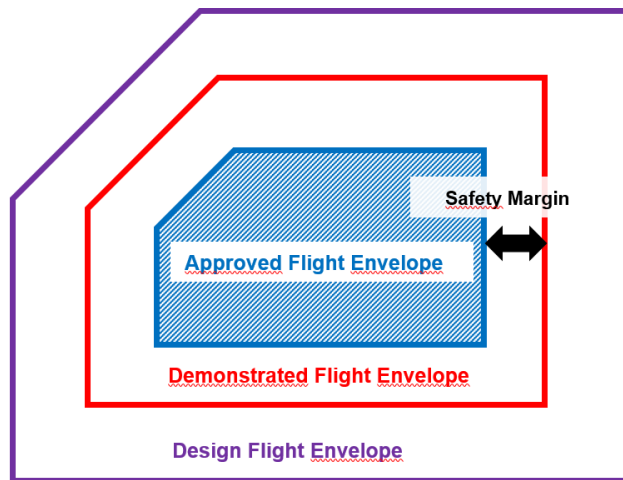 Safety Margin
Approved Flight Envelope
Demonstrated Flight Envelope
Design Flight Envelope